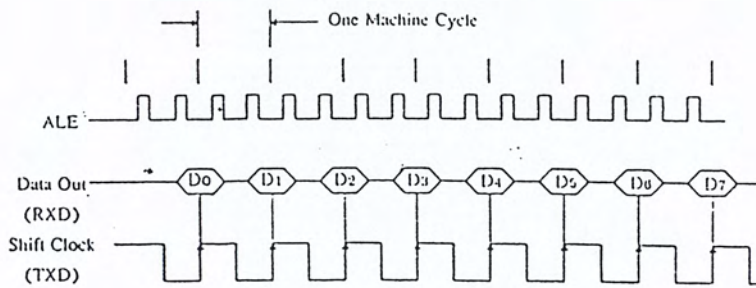 One Machine Cycle
ALE
Data Out
D0 D1 D2 D3 D4 D5 D6 D7
(RXD)
Shift Clock
(TXD)